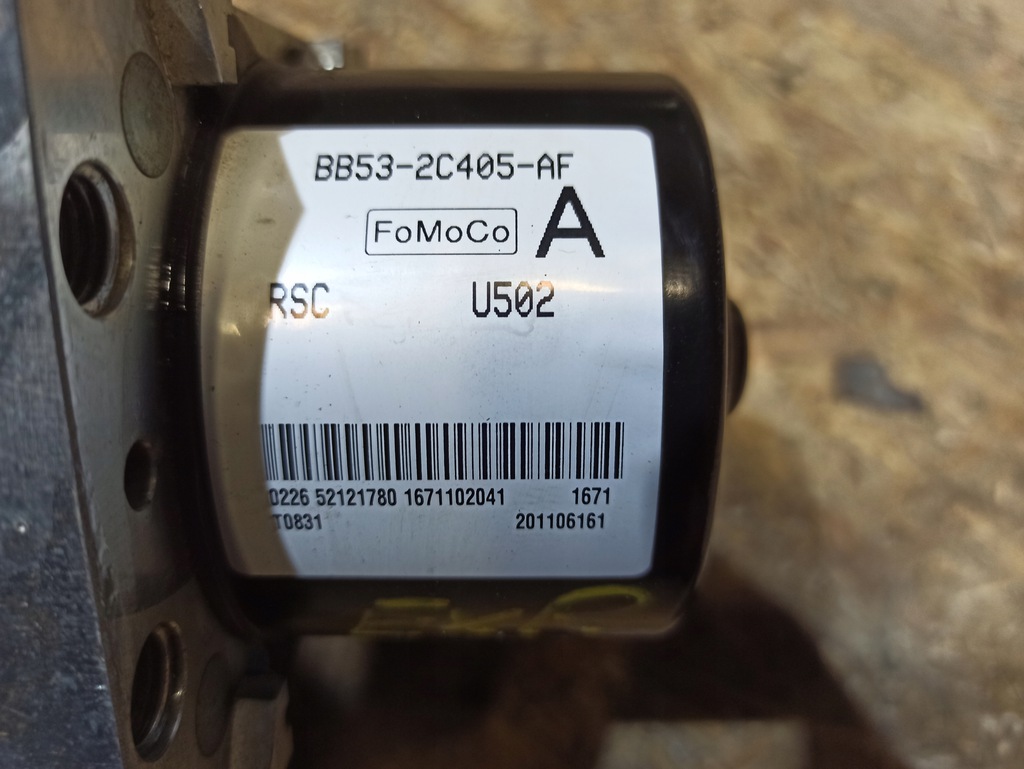 BB53-2C405-AF
FoMoCo A
RSC U502
0226 52121780 1671102041 1671
T0831 201106161